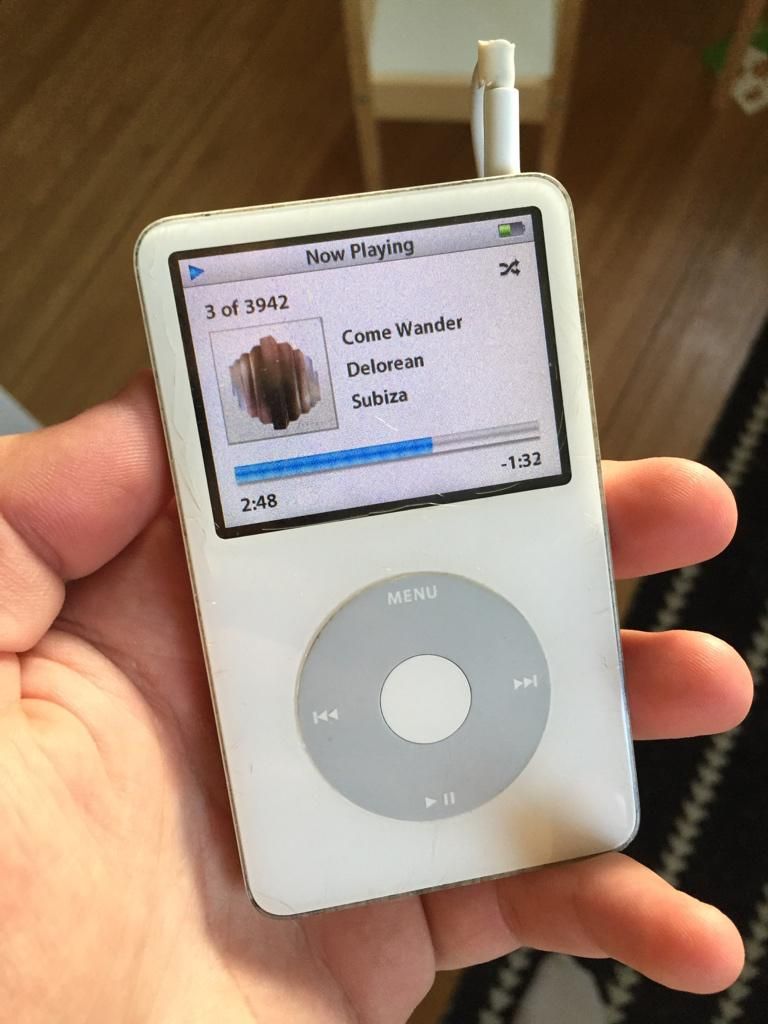 Now Playing
3 of 3942
Come Wander
Delorean
Subiza
2:48
-1:32
MENU